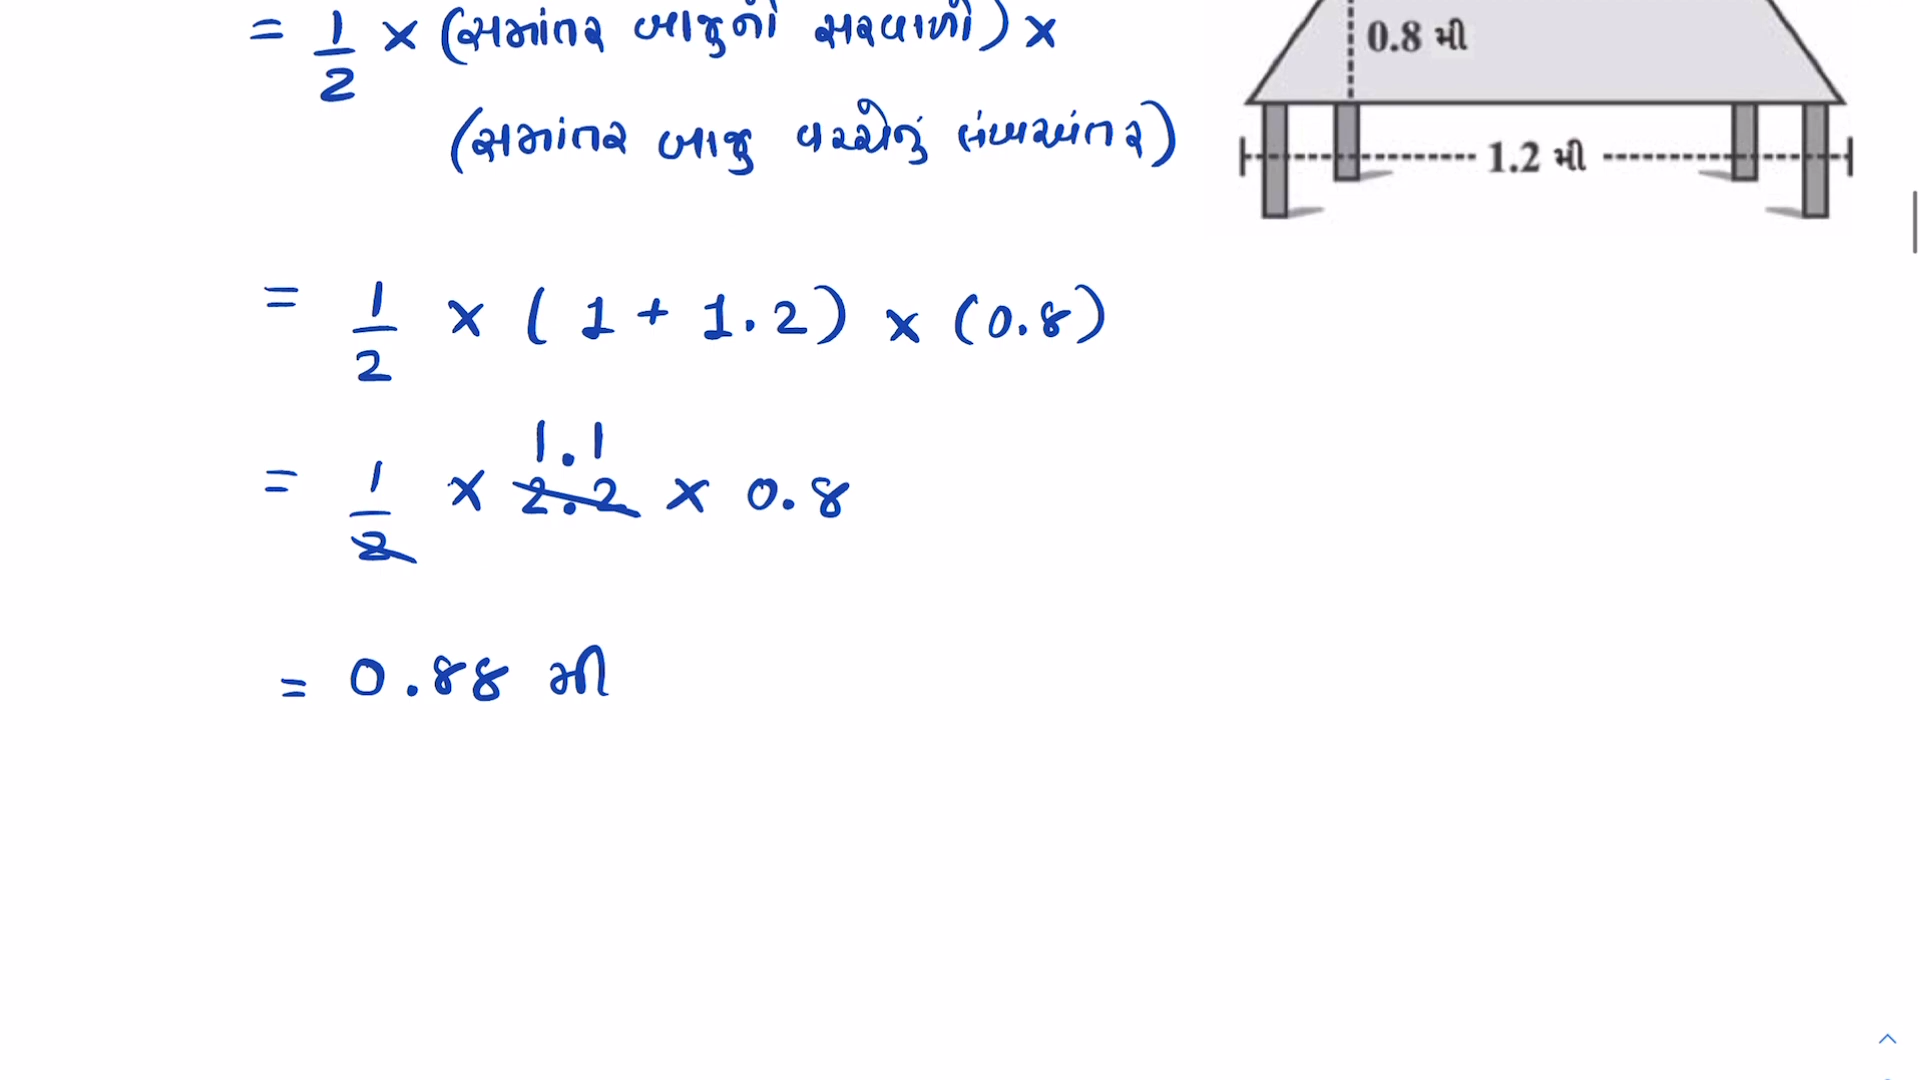 = 1/2 × (સમાંતર બાજુનો સરવાળો) ×
(સમાંતર બાજુ વચ્ચેનું લંબઅંતર)
0.8 મી
1.2 મી
= 1/2 × ( 1 + 1.2 ) × (0.8)
1.1
= 1/2 × 2.2 × 0.8
= 0.88 મી